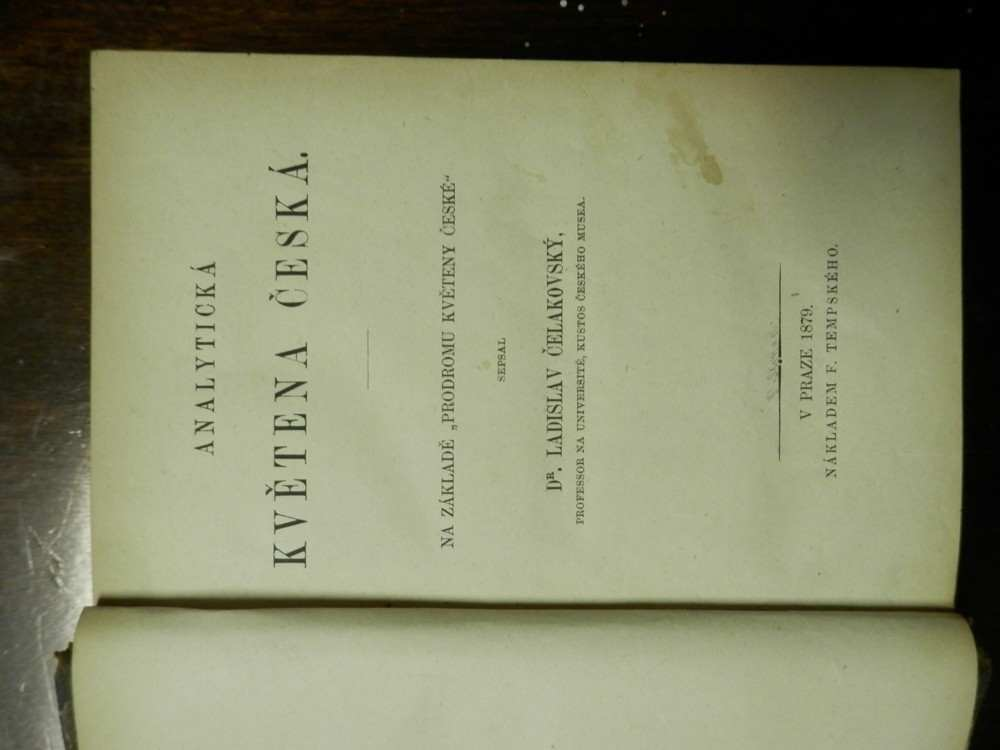 ANALYTICKÁ
KVĚTENA ČESKÁ.
NA ZÁKLADĚ „PRODROMU KVĚTENY ČESKÉ“
SEPSAL
DR. LADISLAV ČELAKOVSKÝ,
PROFESSOR NA UNIVERSITĚ, KUSTOS ČESKÉHO MUSEA.
V PRAZE 1879.
NÁKLADEM F. TEMPSKÉHO.